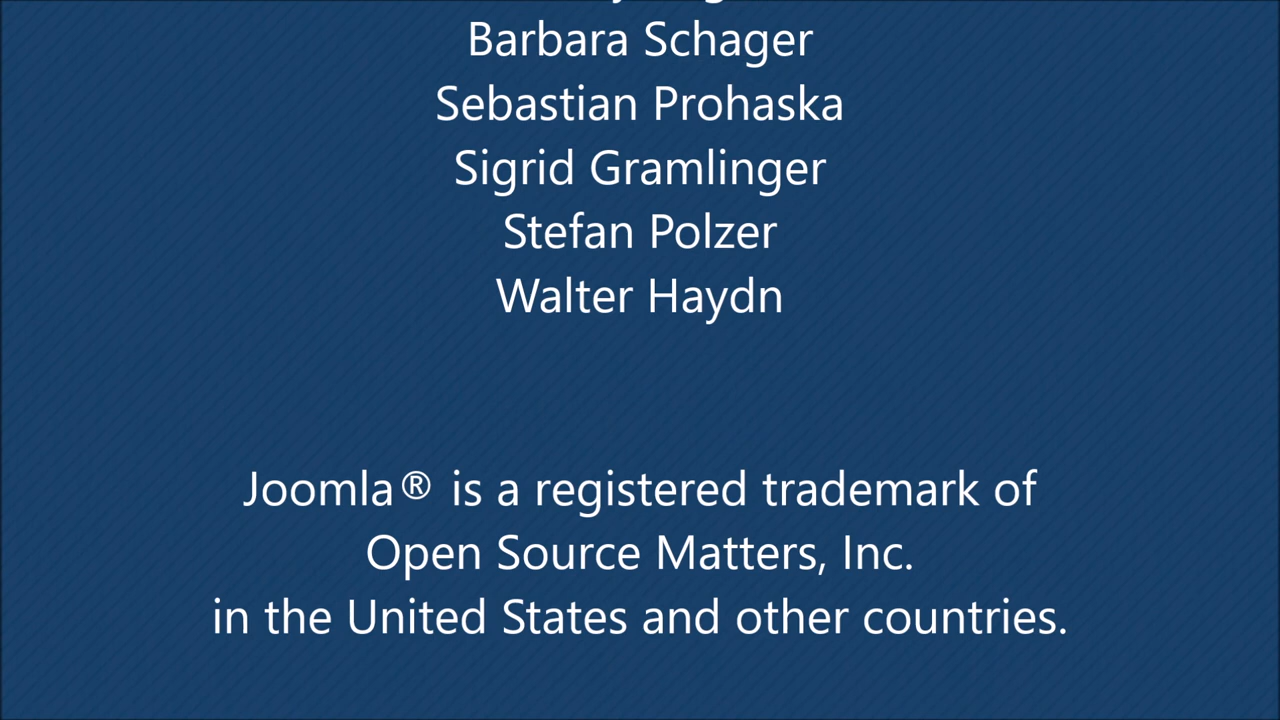 Barbara Schager
Sebastian Prohaska
Sigrid Gramlinger
Stefan Polzer
Walter Haydn
Joomla® is a registered trademark of
Open Source Matters, Inc.
in the United States and other countries.